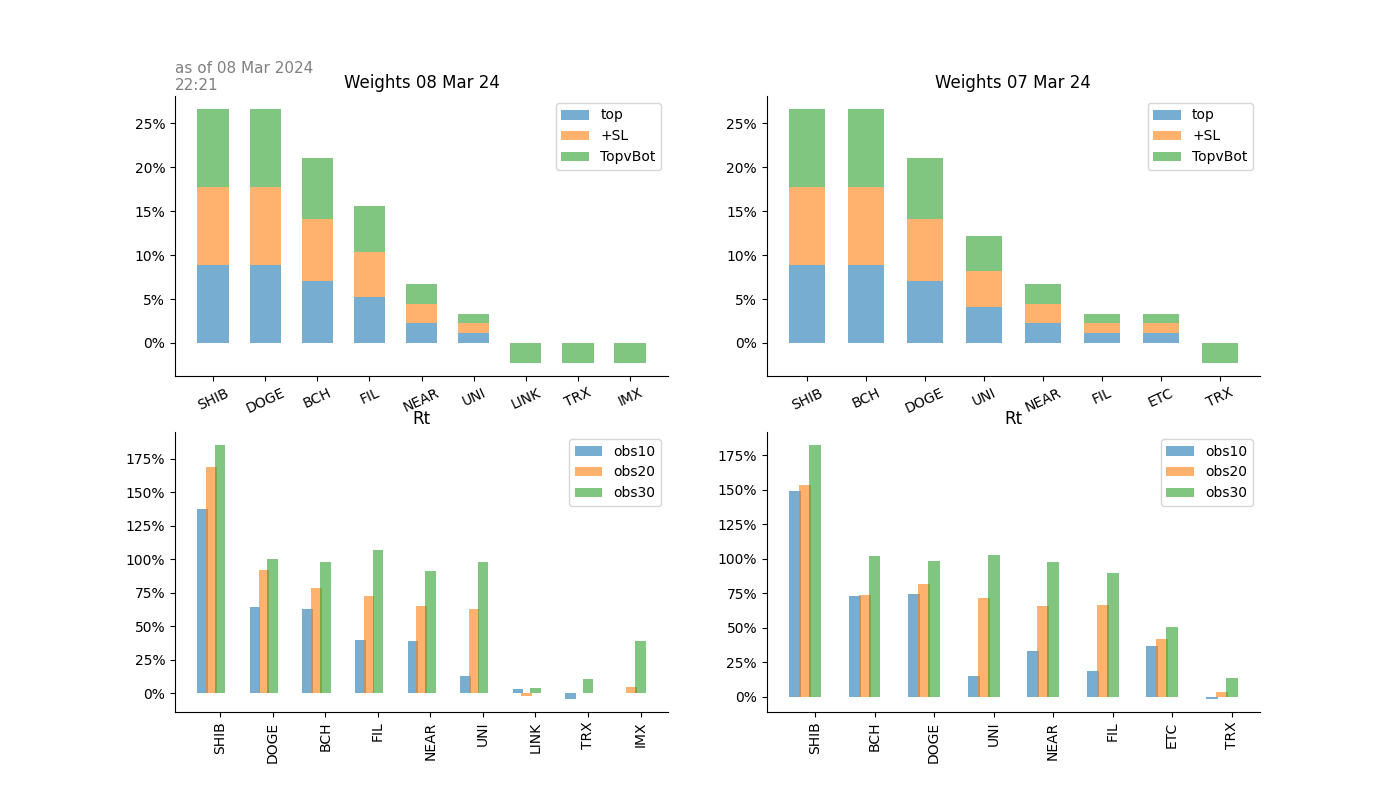 as of 08 Mar 2024
22:21
Weights 08 Mar 24
25%
20%
15%
10%
5%
0%
top
+SL
TopvBot
SHIB DOGE BCH FIL NEAR UNI LINK TRX IMX
Weights 07 Mar 24
25%
20%
15%
10%
5%
0%
top
+SL
TopvBot
SHIB BCH DOGE UNI NEAR FIL ETC TRX
Rt
175%
150%
125%
100%
75%
50%
25%
0%
obs10
obs20
obs30
SHIB DOGE BCH FIL NEAR UNI LINK TRX IMX
Rt
175%
150%
125%
100%
75%
50%
25%
0%
obs10
obs20
obs30
SHIB BCH DOGE UNI NEAR FIL ETC TRX